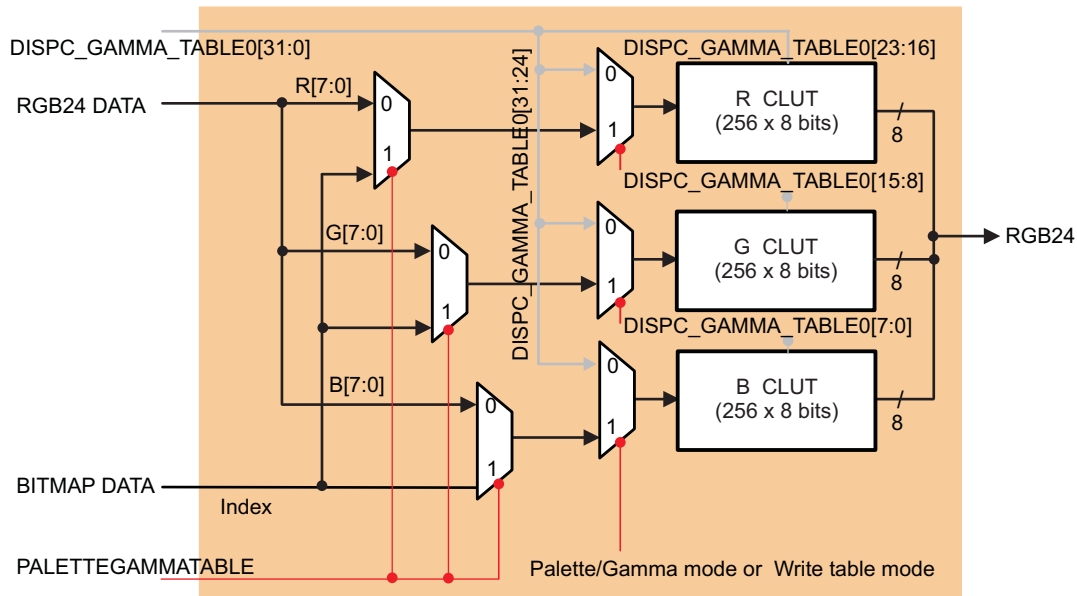 DISPC_GAMMA_TABLE0[31:0]
DISPC_GAMMA_TABLE0[23:16]
DISPC_GAMMA_TABLE0[31:24]
R[7:0]
RGB24 DATA
0
1
0
1
R CLUT
(256 x 8 bits)
8
DISPC_GAMMA_TABLE0[15:8]
G[7:0]
0
1
0
1
G CLUT
(256 x 8 bits)
8
RGB24
DISPC_GAMMA_TABLE0[7:0]
B[7:0]
0
1
0
1
B CLUT
(256 x 8 bits)
8
BITMAP DATA
Index
PALETTEGAMMATABLE
Palette/Gamma mode or Write table mode